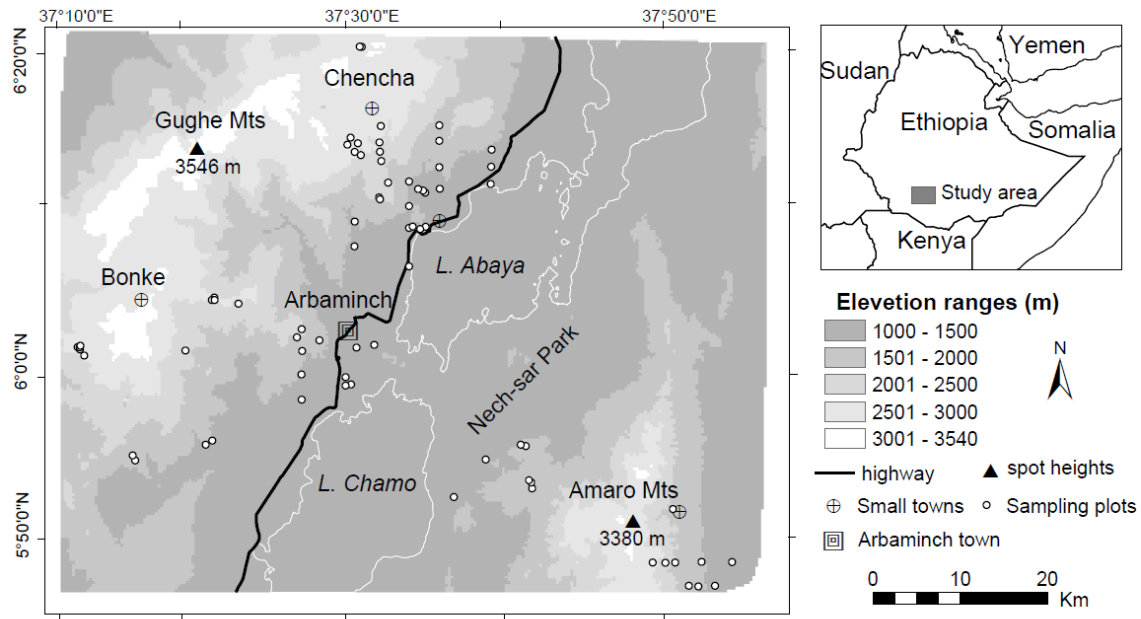 37°10'0"E
37°30'0"E
37°50'0"E
6°20'0"N
6°0'0"N
5°50'0"N
Chencha
Gughe Mts
3546 m
Bonke
Arbaminch
L. Abaya
Nech-sar Park
L. Chamo
Amaro Mts
3380 m
Yemen
Sudan
Ethiopia
Somalia
Study area
Kenya
Elevetion ranges (m)
1000 - 1500
1501 - 2000
2001 - 2500
2501 - 3000
3001 - 3540
N
highway
spot heights
Small towns
Sampling plots
Arbaminch town
0 10 20
Km